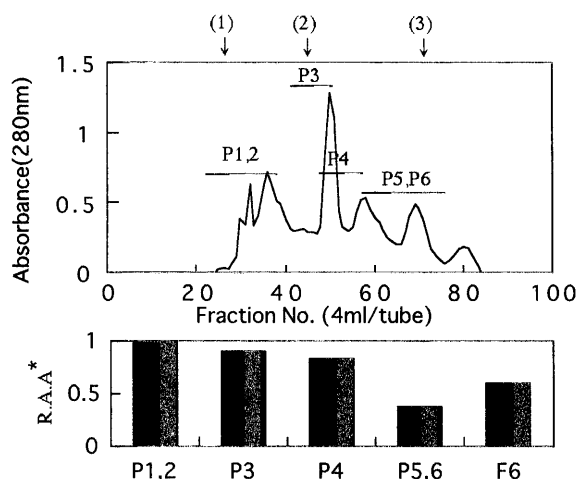 (1) (2) (3)
↓ ↓ ↓
1.5
P3
1
P1,2
P4
P5,P6
0.5
0
Absorbance(280nm)
0 20 40 60 80 100
Fraction No. (4ml/tube)
1
0.5
0
R.A.A*
P1,2 P3 P4 P5,6 F6